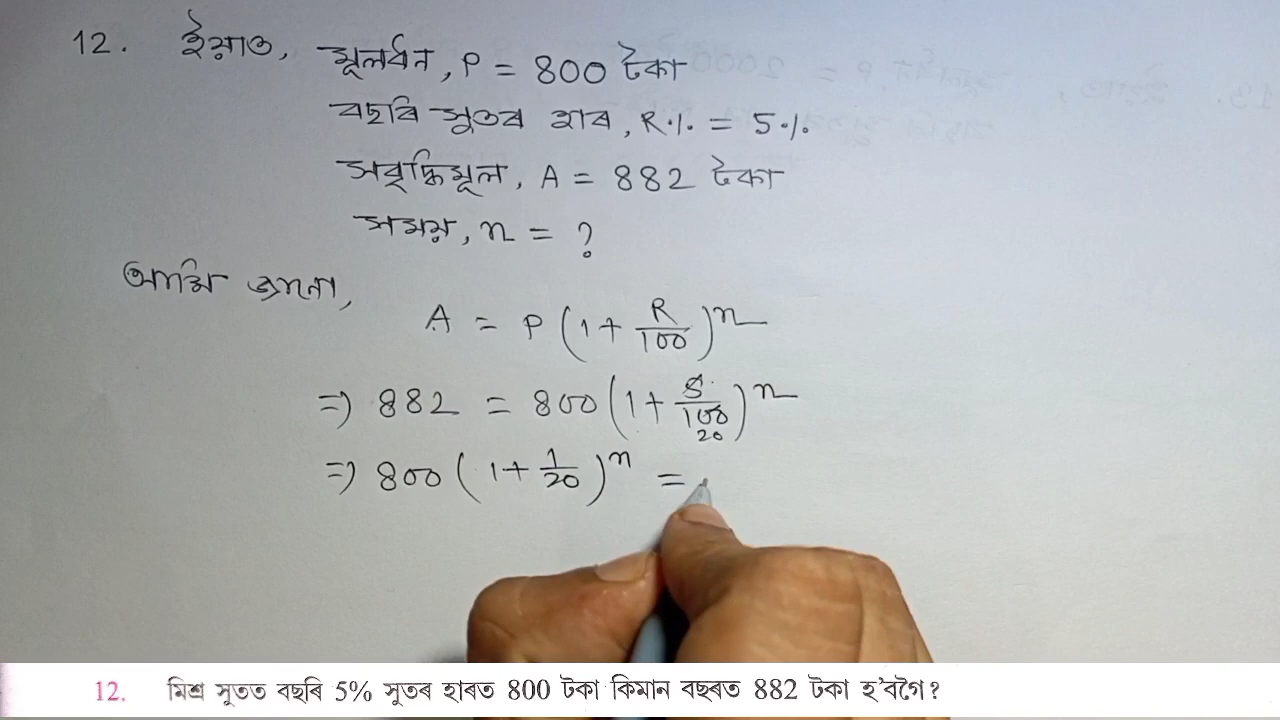 12. ইয়াত, মূলধন, P = 800 টকা
বছৰি সুতৰ হাৰ, R% = 5%
সবৃদ্ধিমূল, A = 882 টকা
সময়, n = ?
আমি জানো,
A = P(1 + R/100)^n
=> 882 = 800(1 + 5/100)^n
20
=> 800(1 + 1/20)^n =
12. মিশ্ৰ সুতত বছৰি 5% সুতৰ হাৰত 800 টকা কিমান বছৰত 882 টকা হ'বগৈ?